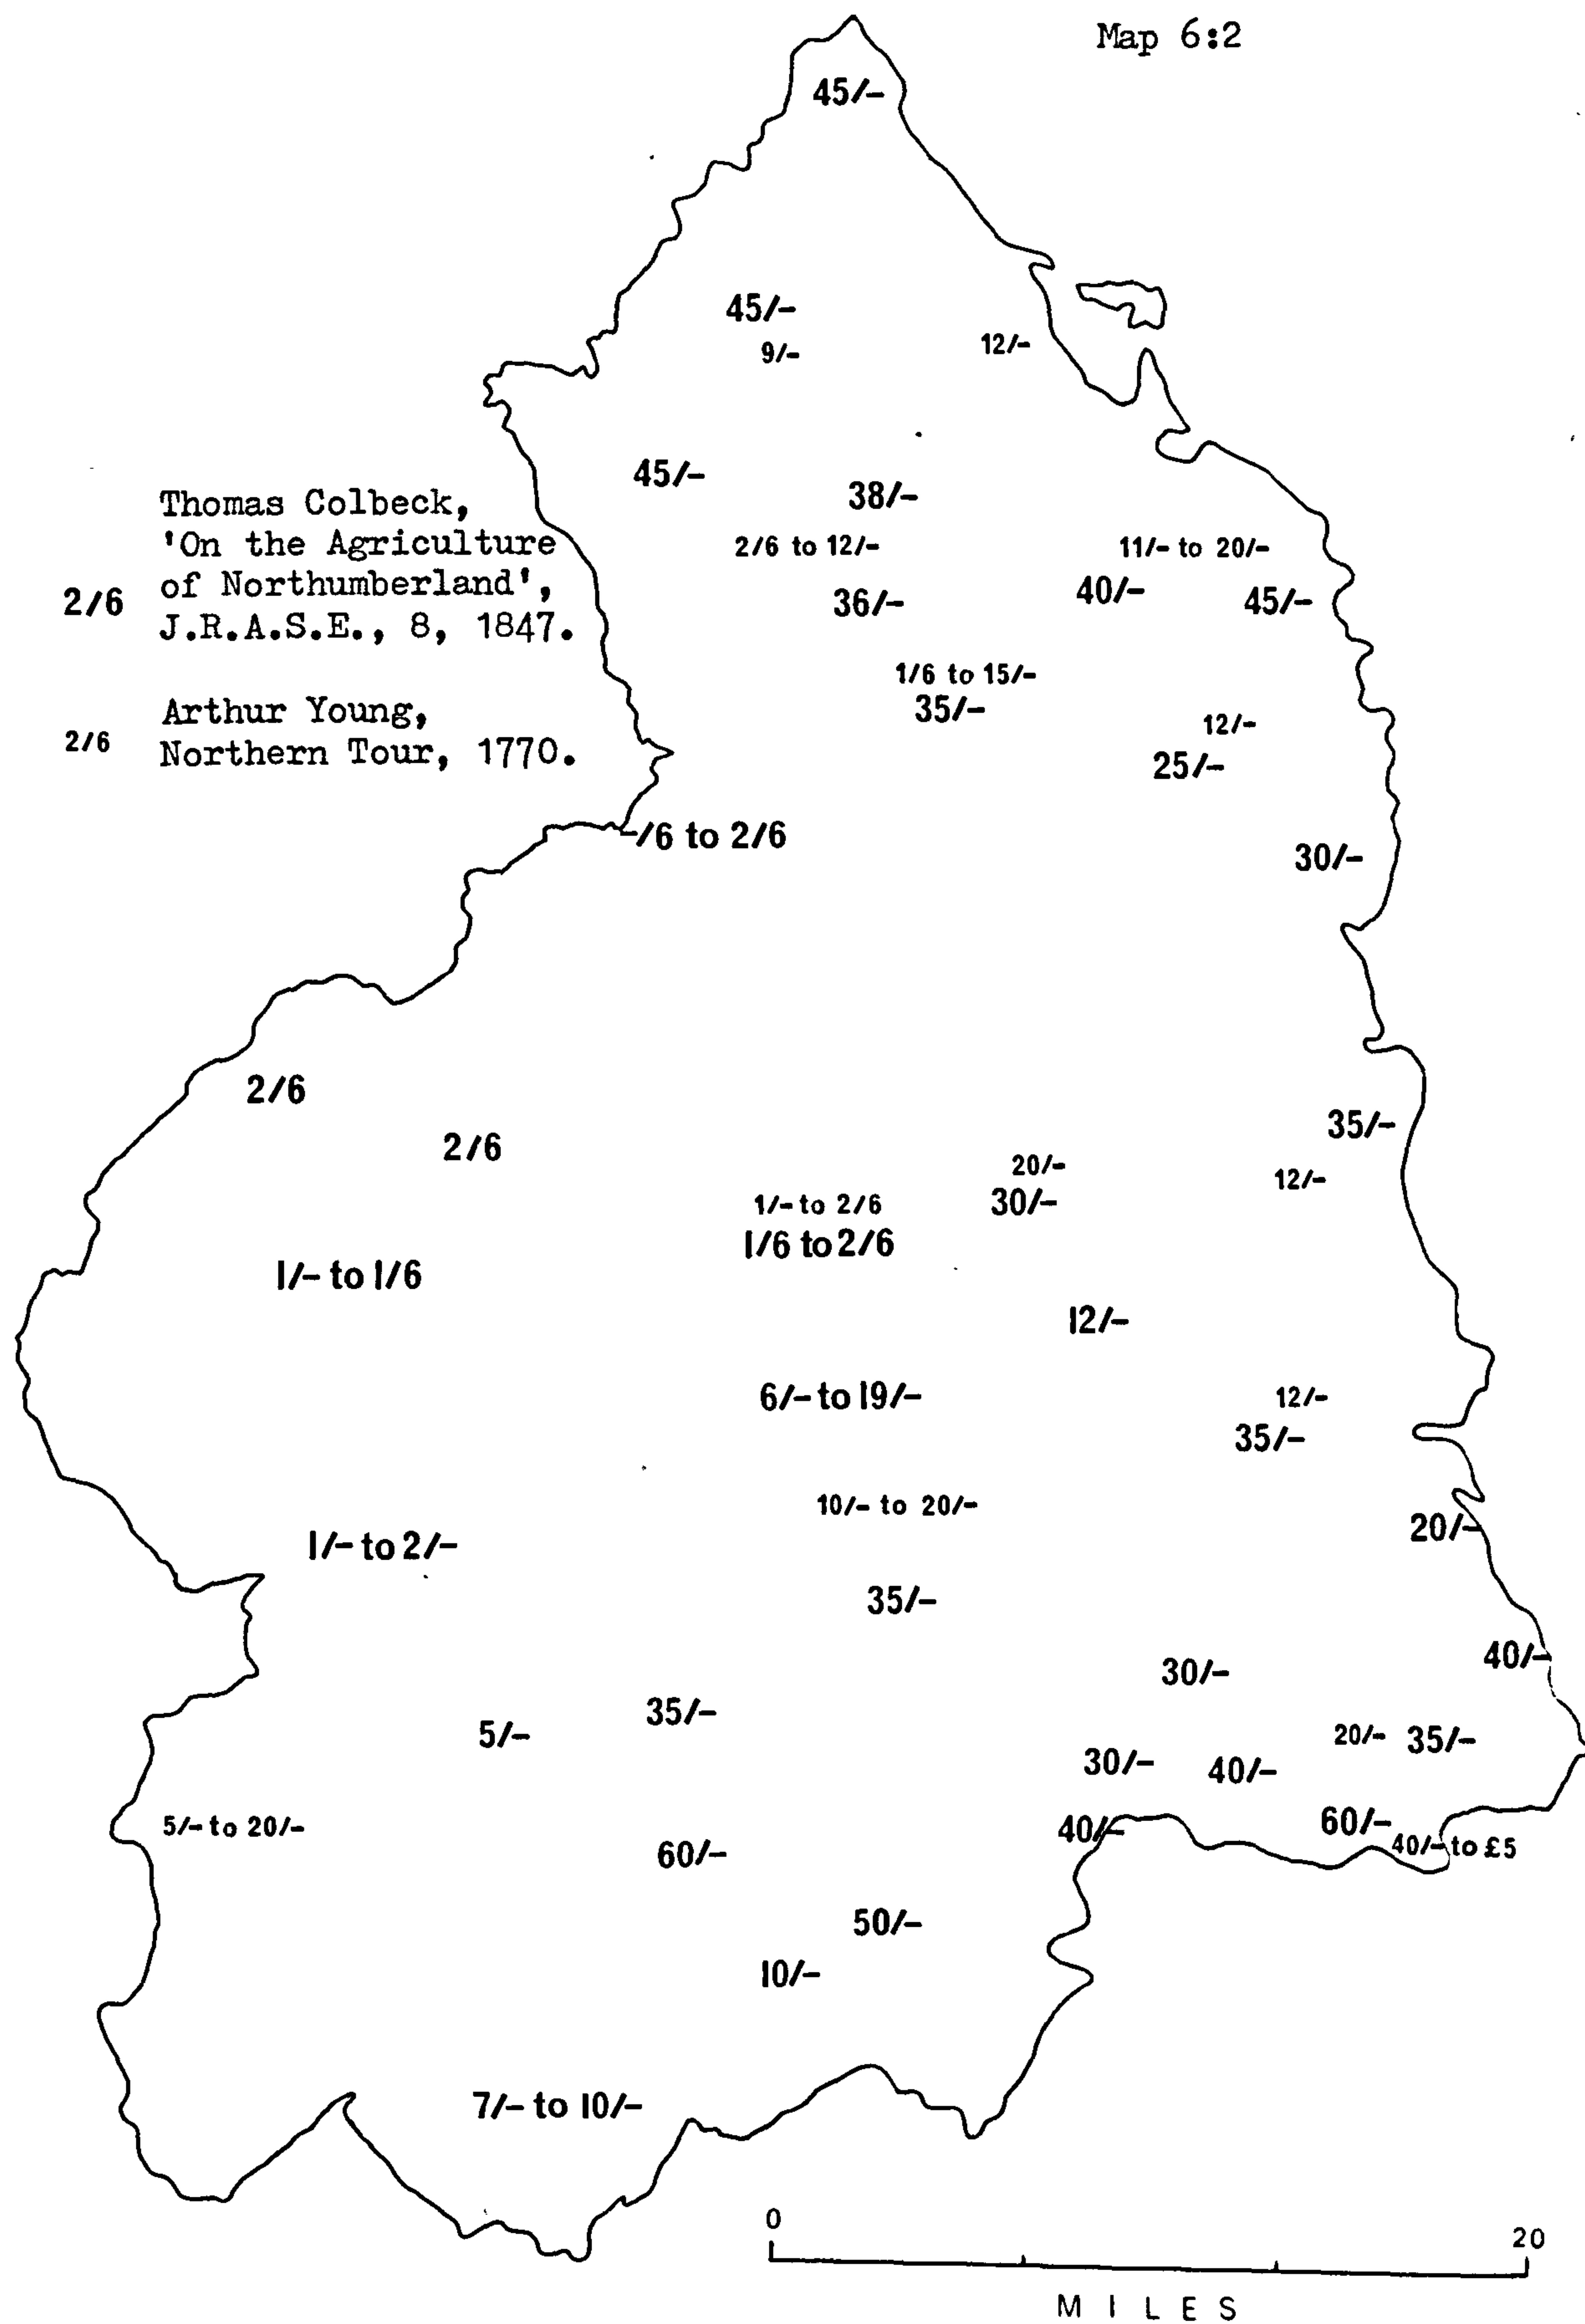 Map 6:2
45/-
45/-
9/-
12/-
45/-
38/-
Thomas Colbeck,
'On the Agriculture
of Northumberland',
J.R.A.S.E., 8, 1847.
2/6
2/6 to 12/-
11/- to 20/-
36/-
40/-
45/-
1/6 to 15/-
35/-
Arthur Young,
Northern Tour, 1770.
2/6
12/-
25/-
-/6 to 2/6
30/-
2/6
2/6
35/-
20/-
12/-
30/-
1/- to 2/6
1/6 to 2/6
1/- to 1/6
12/-
6/- to 19/-
12/-
35/-
10/- to 20/-
20/-
1/- to 2/-
35/-
40/-
30/-
35/-
5/-
20/-
35/-
30/-
40/-
5/- to 20/-
40/-
60/-
40/- to £5
60/-
50/-
10/-
7/- to 10/-
0
20
MILES